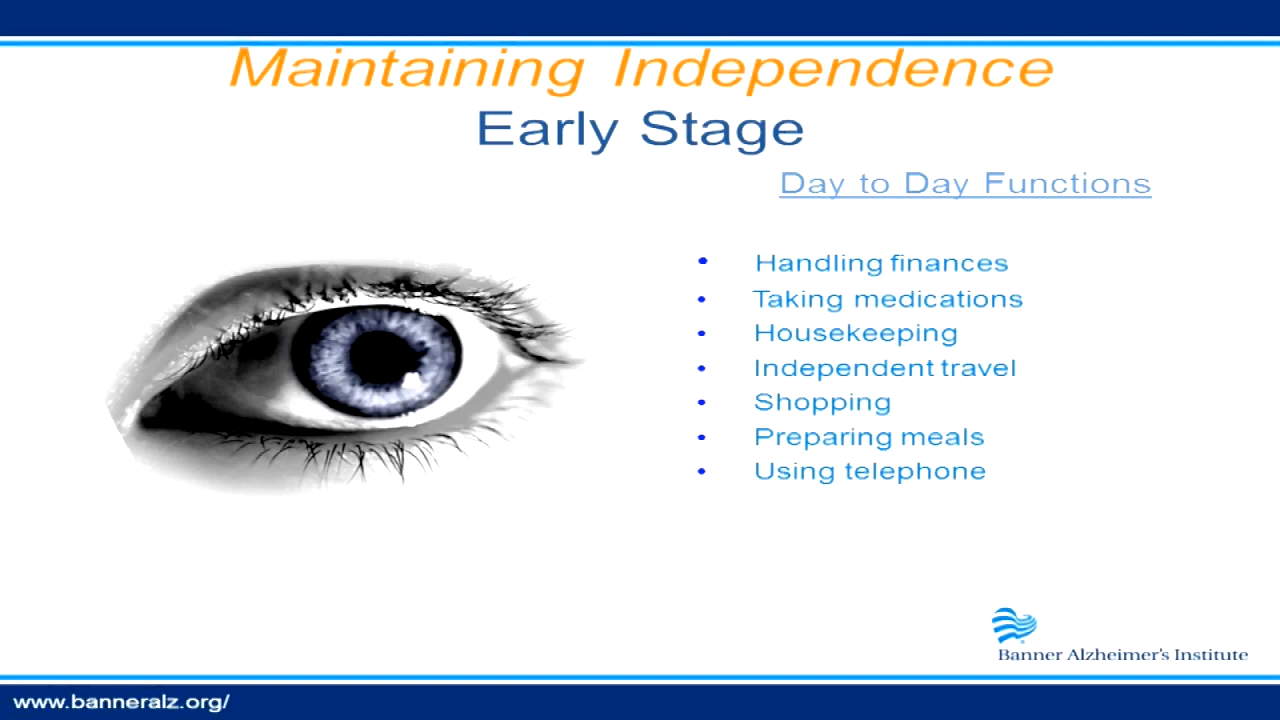 Maintaining Independence
Early Stage
Day to Day Functions
• Handling finances
• Taking medications
• Housekeeping
• Independent travel
• Shopping
• Preparing meals
• Using telephone
Banner Alzheimer's Institute
www.banneralz.org/